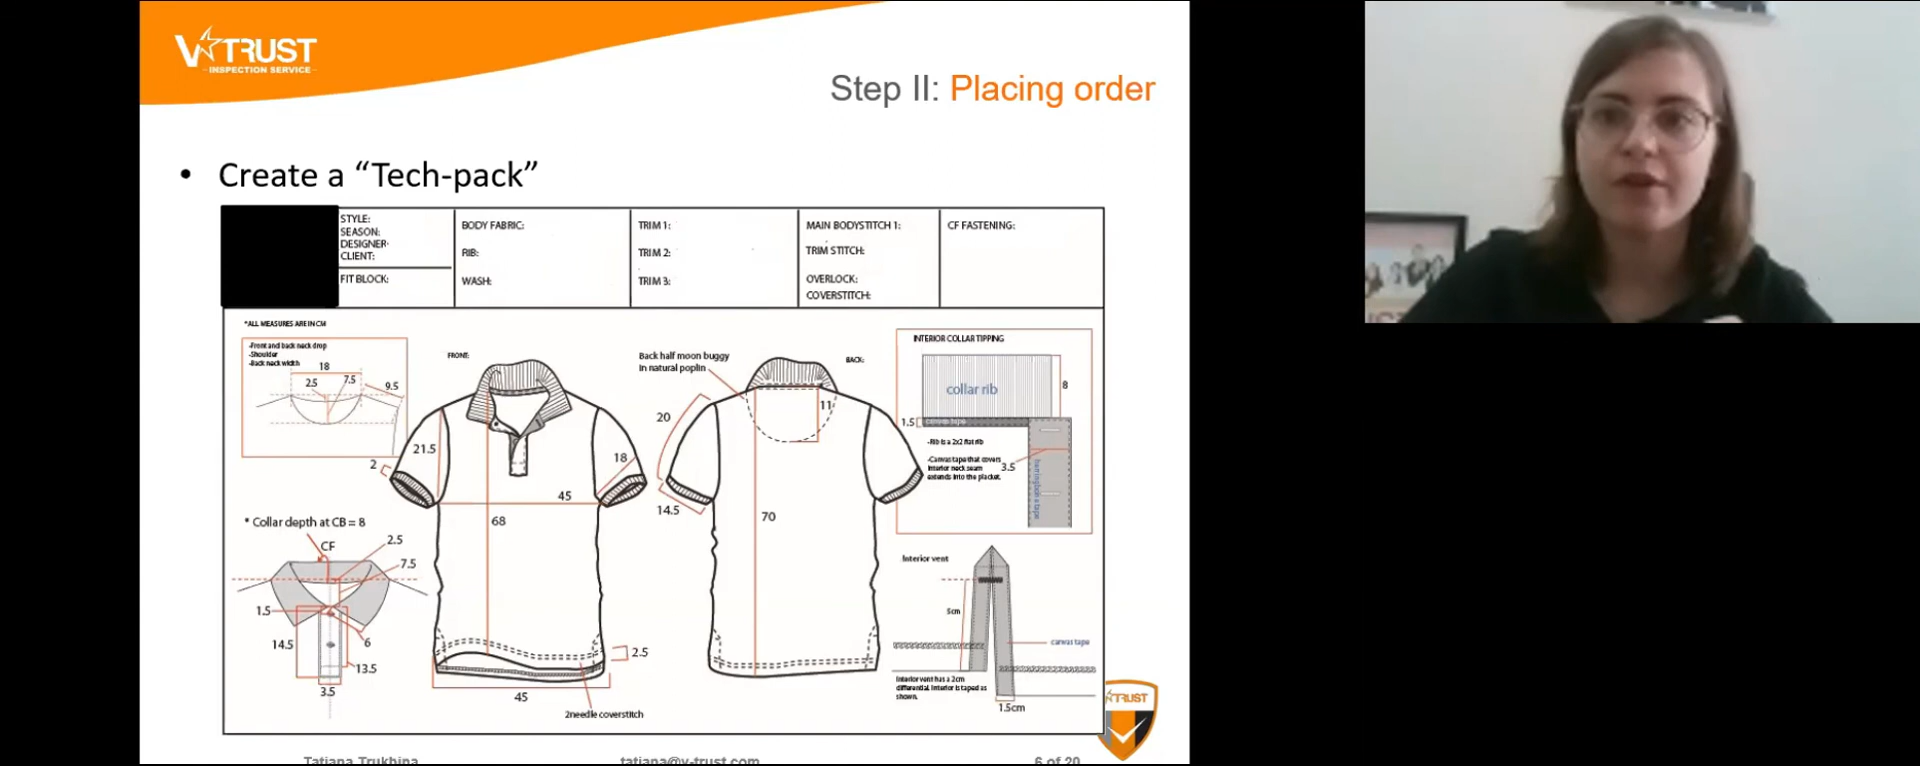 V TRUST
INSPECTION SERVICE
Step II: Placing order
• Create a “Tech-pack”
STYLE:
SEASON:
DESIGNER:
CLIENT:
FIT BLOCK:
BODY FABRIC:
RIB:
WASH:
TRIM 1:
TRIM 2:
TRIM 3:
MAIN BODYSTITCH 1:
TRIM STITCH:
OVERLOCK:
COVERSTITCH:
CF FASTENING:
*ALL MEASURES ARE IN CM
-Front and back neck drop
-Shoulder
-Back neck width
18
2.5
7.5
9.5
FRONT:
21.5
2
18
45
68
2.5
45
2needle coverstitch
Back half moon buggy
in natural poplin
BACK:
20
11
14.5
70
INTERIOR COLLAR TIPPING
collar rib
8
1.5
canvas tape
-Rib is a 2x2 flat rib
-Canvas tape that covers
interior neck seam
extends into the placket.
3.5
herringbone tape
* Collar depth at CB = 8
CF
2.5
7.5
1.5
14.5
6
13.5
3.5
Interior vent
5cm
canvas tape
Interior vent has a 2cm
differential. Interior is taped as
shown.
1.5cm
V TRUST
Tatiana Trukhina
tatiana@v-trust.com
6 of 20